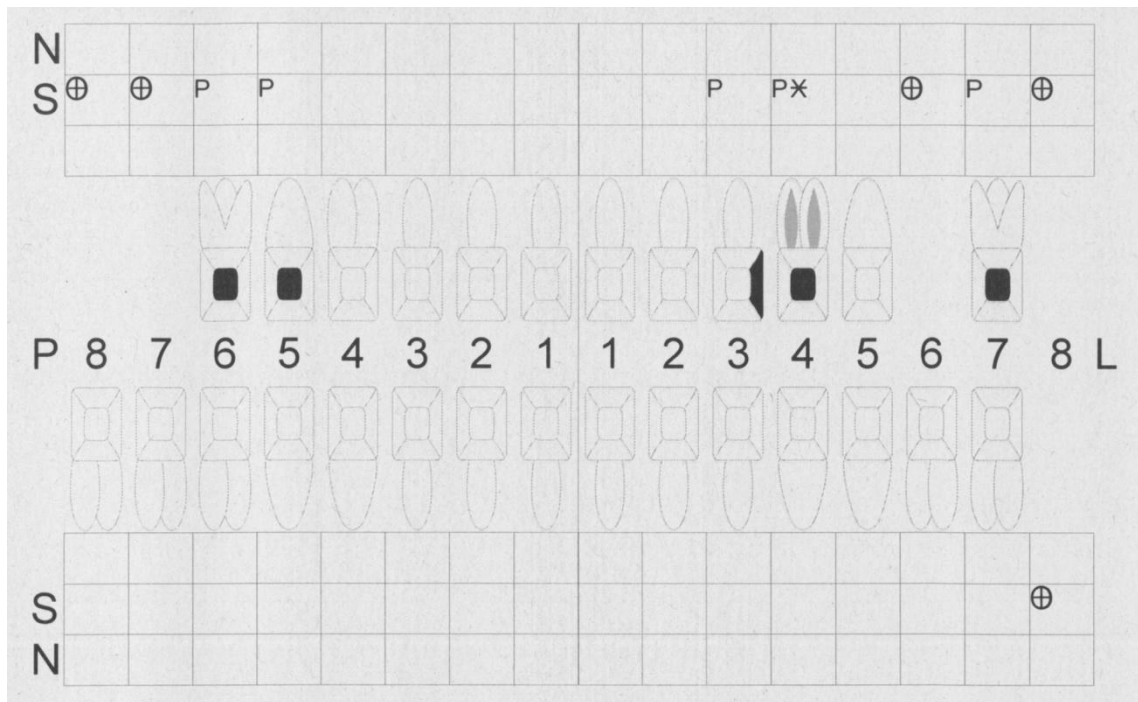 N
S ⊕ ⊕ P P P P* ⊕ P ⊕
P 8 7 6 5 4 3 2 1 1 2 3 4 5 6 7 8 L
S ⊕
N